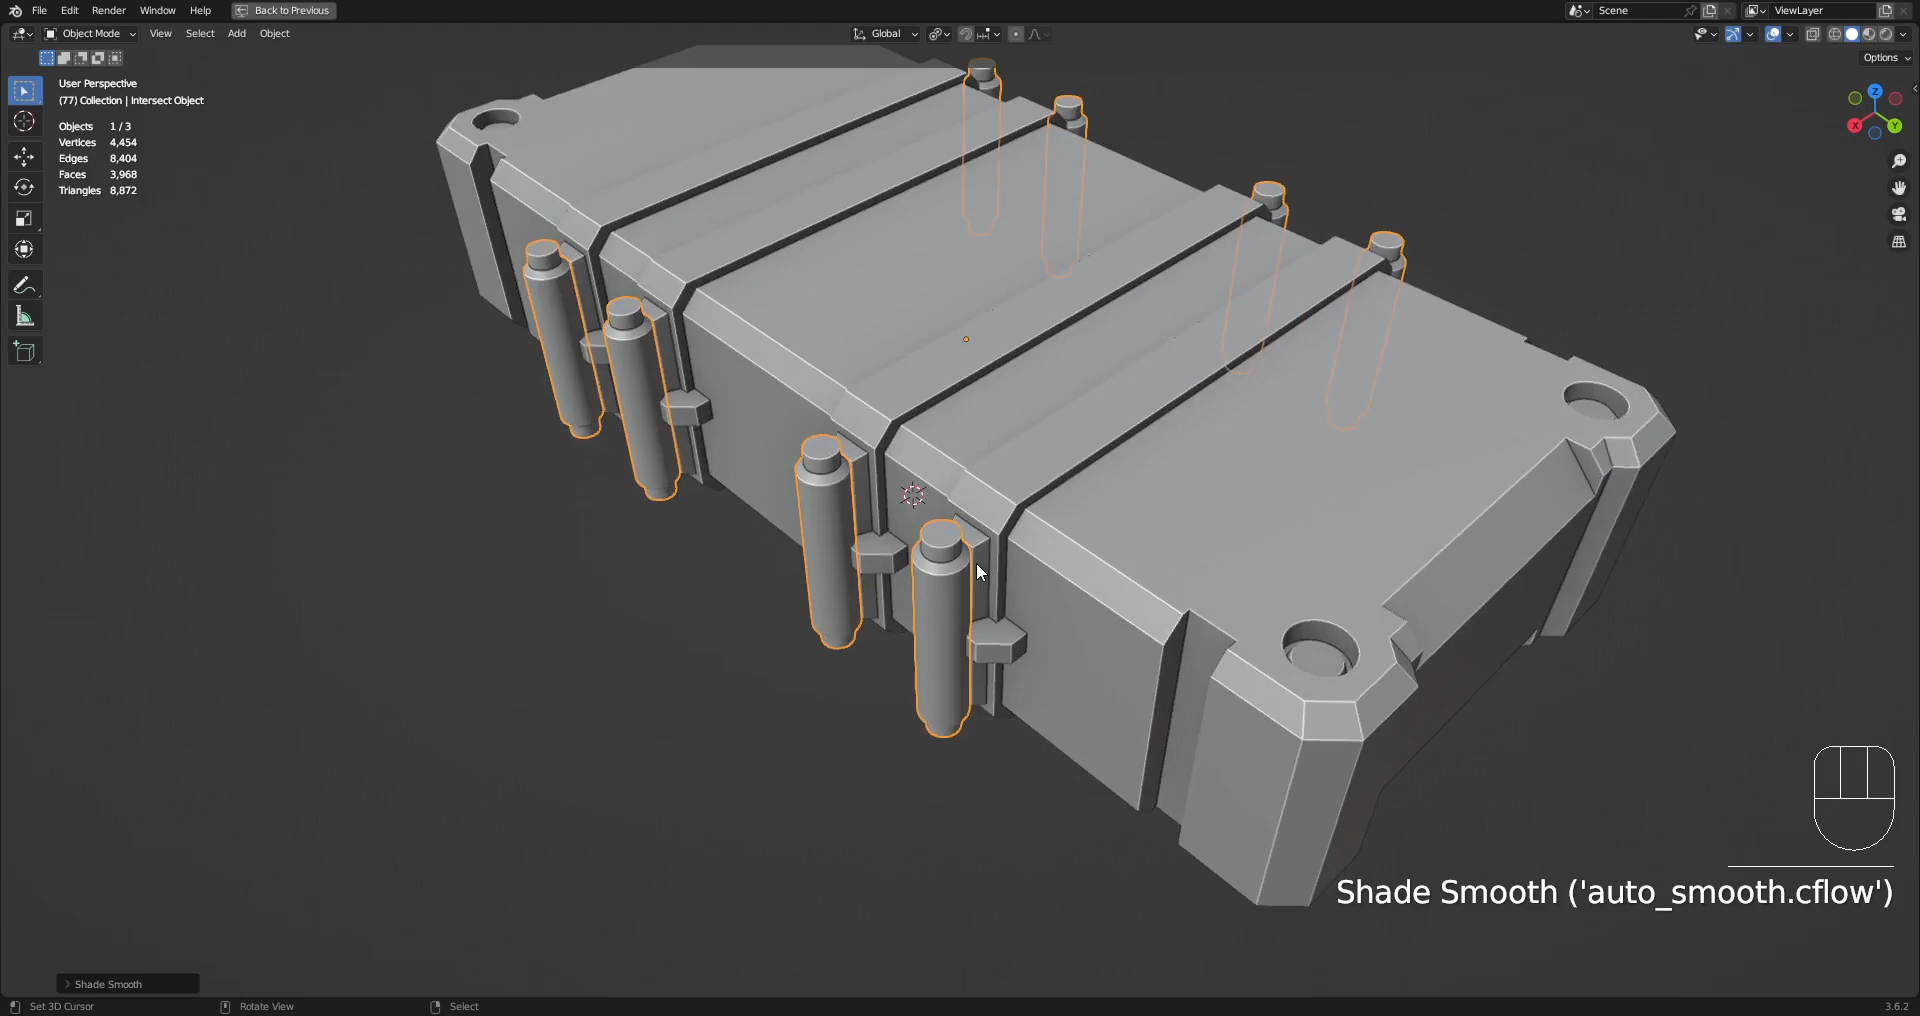 File Edit Render Window Help Back to Previous Scene ViewLayer
Object Mode View Select Add Object Global
Options
User Perspective
(77) Collection | Intersect Object
Objects 1 / 3
Vertices 4,454
Edges 8,404
Faces 3,968
Triangles 8,872
Z
X Y
Shade Smooth ('auto_smooth.cflow')
Shade Smooth
Set 3D Cursor Rotate View Select 3.6.2